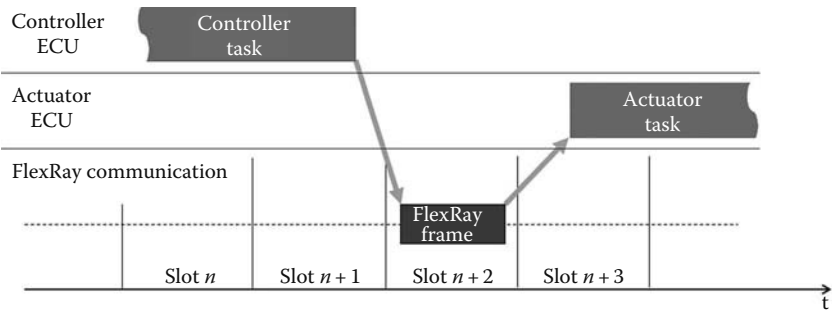 Controller
ECU
Controller
task
Actuator
ECU
Actuator
task
FlexRay communication
FlexRay
frame
Slot n
Slot n + 1
Slot n + 2
Slot n + 3
t